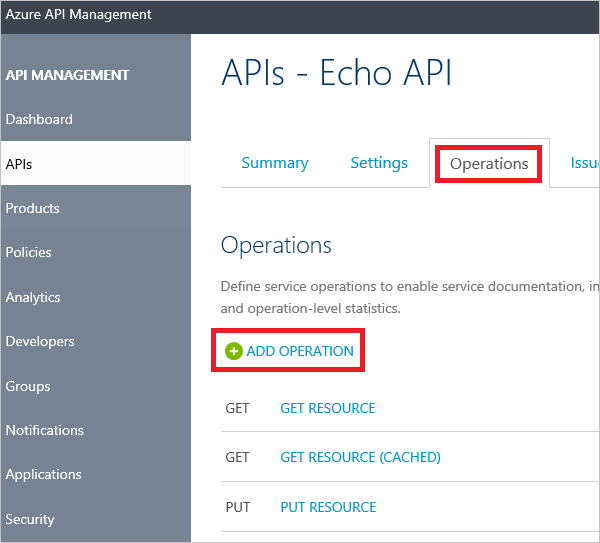 Azure API Management
API MANAGEMENT
Dashboard
APIs
Products
Policies
Analytics
Developers
Groups
Notifications
Applications
Security
APIs - Echo API
Summary Settings Operations Issu
Operations
Define service operations to enable service documentation, in
and operation-level statistics.
ADD OPERATION
GET GET RESOURCE
GET GET RESOURCE (CACHED)
PUT PUT RESOURCE